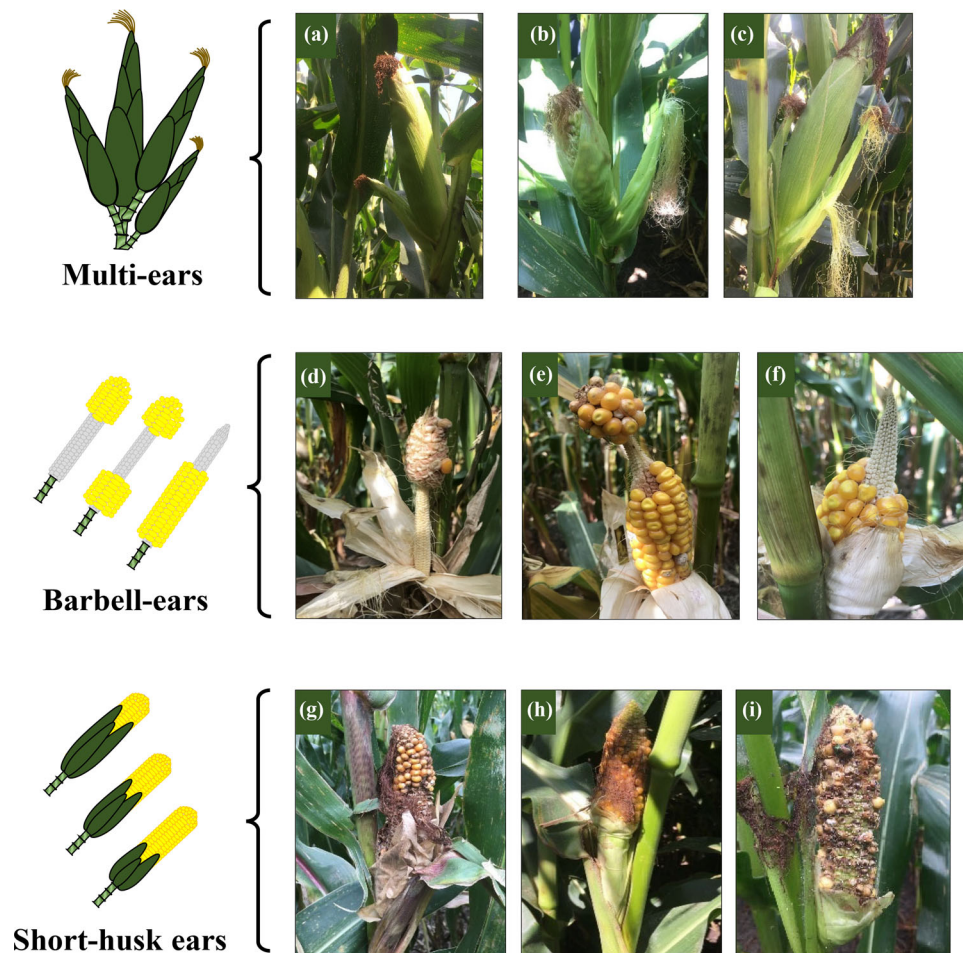 (a)
(b)
(c)
Multi-ears
(d)
(e)
(f)
Barbell-ears
(g)
(h)
(i)
Short-husk ears